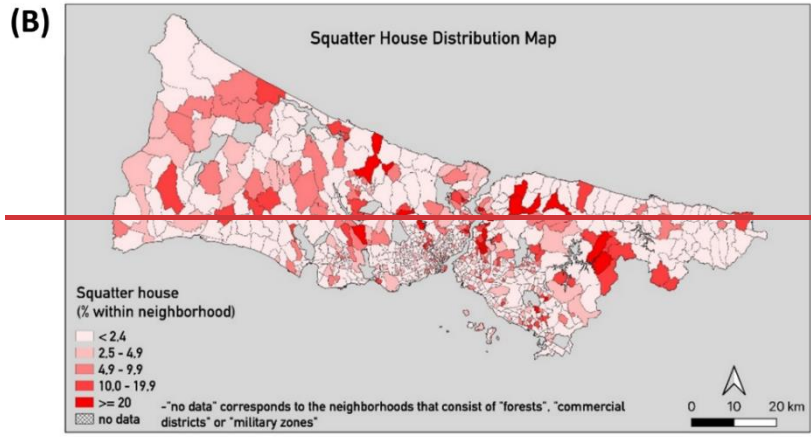 (B)
Squatter House Distribution Map
Squatter house
(% within neighborhood)
< 2.4
2.5 - 4.9
4.9 - 9.9
10.0 - 19.9
>= 20
no data
-"no data" corresponds to the neighborhoods that consist of "forests", "commercial
districts" or "military zones"
0 10 20 km